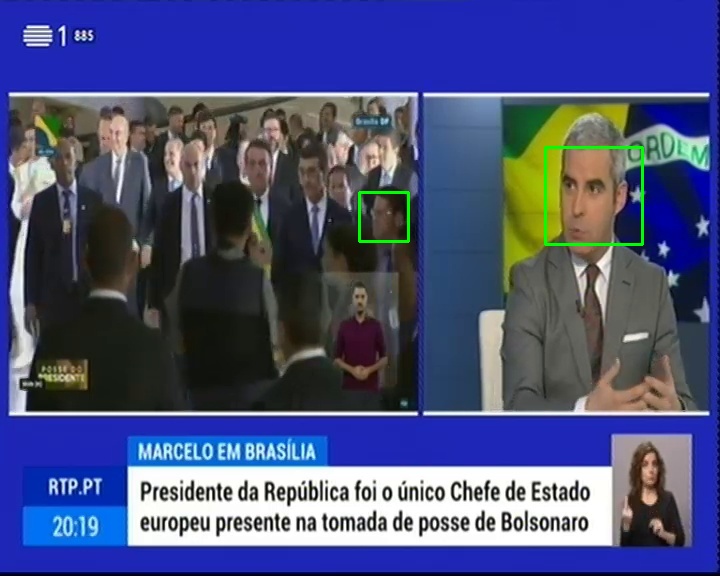 1 885
Brasília DF
ORDEM
POSSE DO
PRESIDENTE
MARCELO EM BRASÍLIA
RTP.PT
Presidente da República foi o único Chefe de Estado
20:19
europeu presente na tomada de posse de Bolsonaro